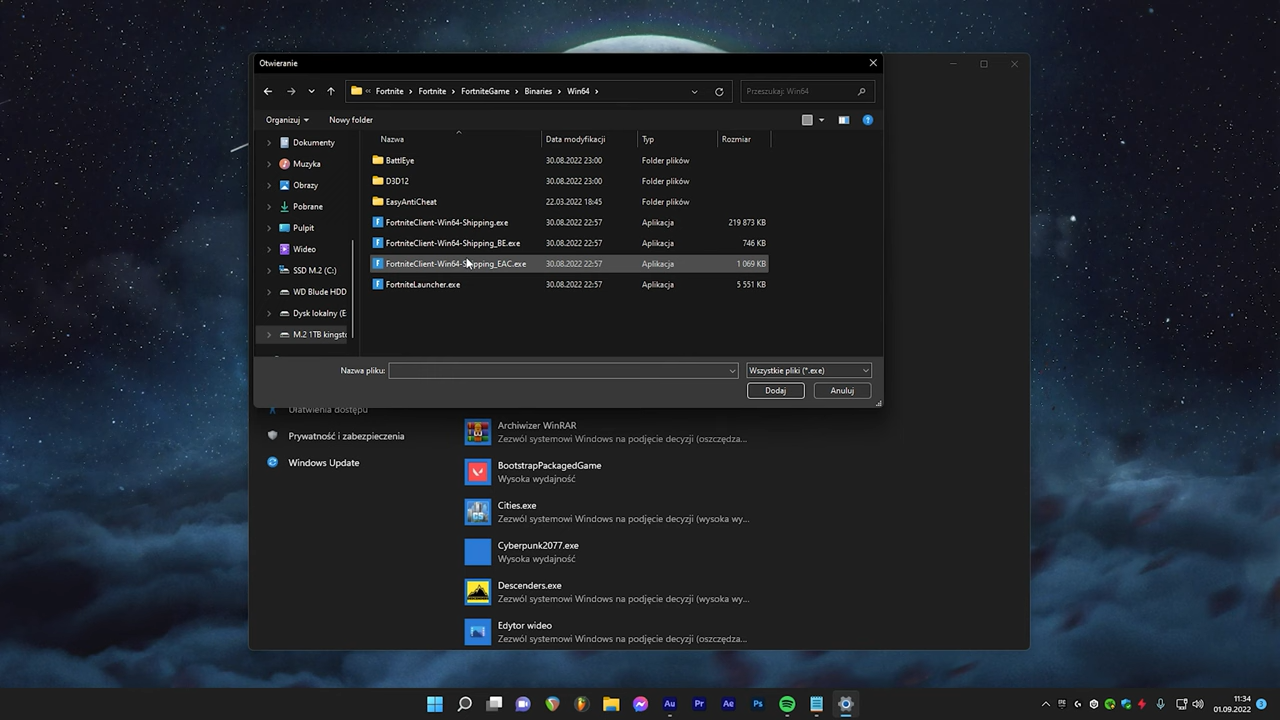 Otwieranie
« Fortnite > Fortnite > FortniteGame > Binaries > Win64 >
Przeszukaj: Win64
Organizuj
Nowy folder
Nazwa Data modyfikacji Typ Rozmiar
Dokumenty
Muzyka
Obrazy
Pobrane
Pulpit
Wideo
SSD M.2 (C:)
WD Blude HDD
Dysk lokalny (E
M.2 1TB kingsto
BattlEye 30.08.2022 23:00 Folder plików
D3D12 30.08.2022 23:00 Folder plików
EasyAntiCheat 22.03.2022 18:45 Folder plików
FortniteClient-Win64-Shipping.exe 30.08.2022 22:57 Aplikacja 219 873 KB
FortniteClient-Win64-Shipping_BE.exe 30.08.2022 22:57 Aplikacja 746 KB
FortniteClient-Win64-Shipping_EAC.exe 30.08.2022 22:57 Aplikacja 1 069 KB
FortniteLauncher.exe 30.08.2022 22:57 Aplikacja 5 551 KB
Nazwa pliku:
Wszystkie pliki (*.exe)
Dodaj
Anuluj
Ułatwienia dostępu
Prywatność i zabezpieczenia
Windows Update
Archiwizer WinRAR
Zezwól systemowi Windows na podjęcie decyzji (oszczędza...
BootstrapPackagedGame
Wysoka wydajność
Cities.exe
Zezwól systemowi Windows na podjęcie decyzji (wysoka wy...
Cyberpunk2077.exe
Wysoka wydajność
Descenders.exe
Zezwól systemowi Windows na podjęcie decyzji (wysoka wy...
Edytor wideo
Zezwól systemowi Windows na podjęcie decyzji (oszczędza...
Au
Pr
Ae
Ps
11:34
01.09.2022